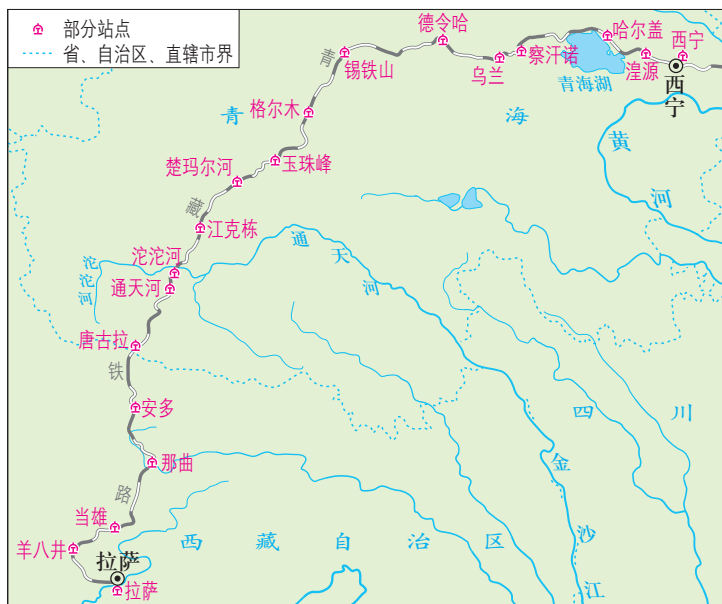 部分站点
省、自治区、直辖市界
德令哈
锡铁山
乌兰
察汗诺
哈尔盖
湟源
西宁
西宁
青海湖
青
藏
铁
路
青
海
格尔木
玉珠峰
楚玛尔河
江克栋
沱沱河
通天河
沱沱河
通天河
黄河
唐古拉
安多
那曲
当雄
羊八井
拉萨
拉萨
四川
金沙江
西藏自治区